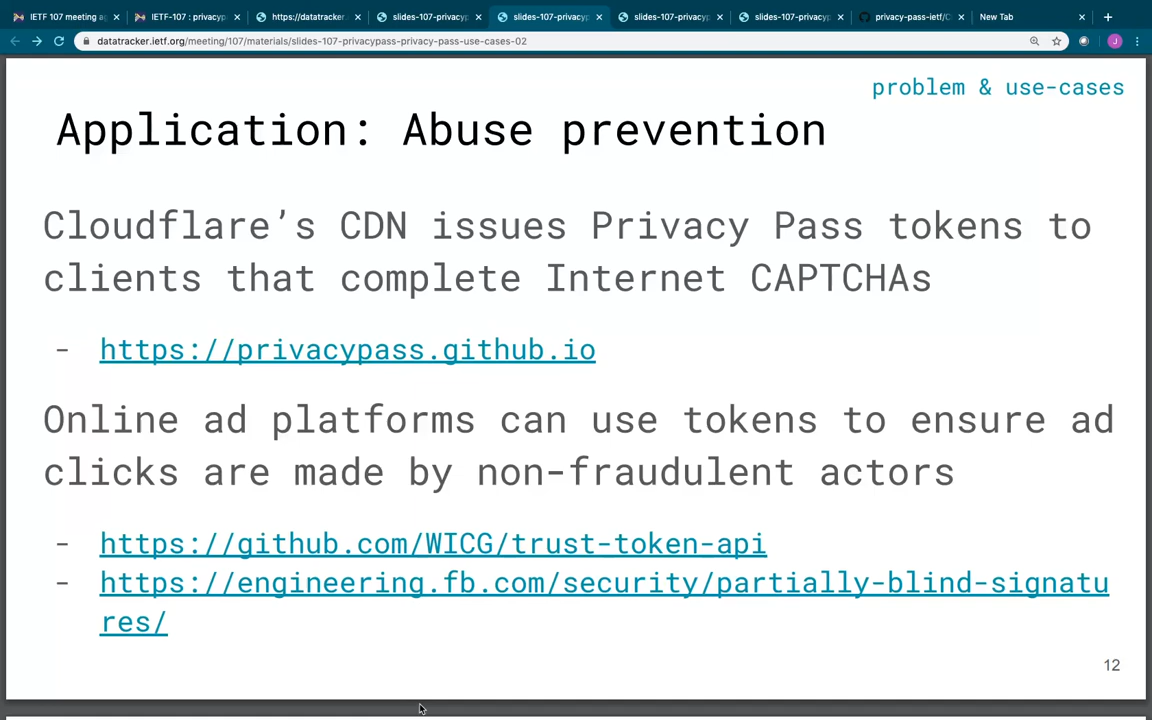 IETF 107 meeting a
IETF-107 : privacyp
https://datatracker.
slides-107-privacyp
slides-107-privacyp
slides-107-privacyp
slides-107-privacyp
privacy-pass-ietf/C
New Tab
datatracker.ietf.org/meeting/107/materials/slides-107-privacypass-privacy-pass-use-cases-02
J
problem & use-cases
Application: Abuse prevention
Cloudflare’s CDN issues Privacy Pass tokens to
clients that complete Internet CAPTCHAs
- https://privacypass.github.io
Online ad platforms can use tokens to ensure ad
clicks are made by non-fraudulent actors
- https://github.com/WICG/trust-token-api
- https://engineering.fb.com/security/partially-blind-signatu
res/
12